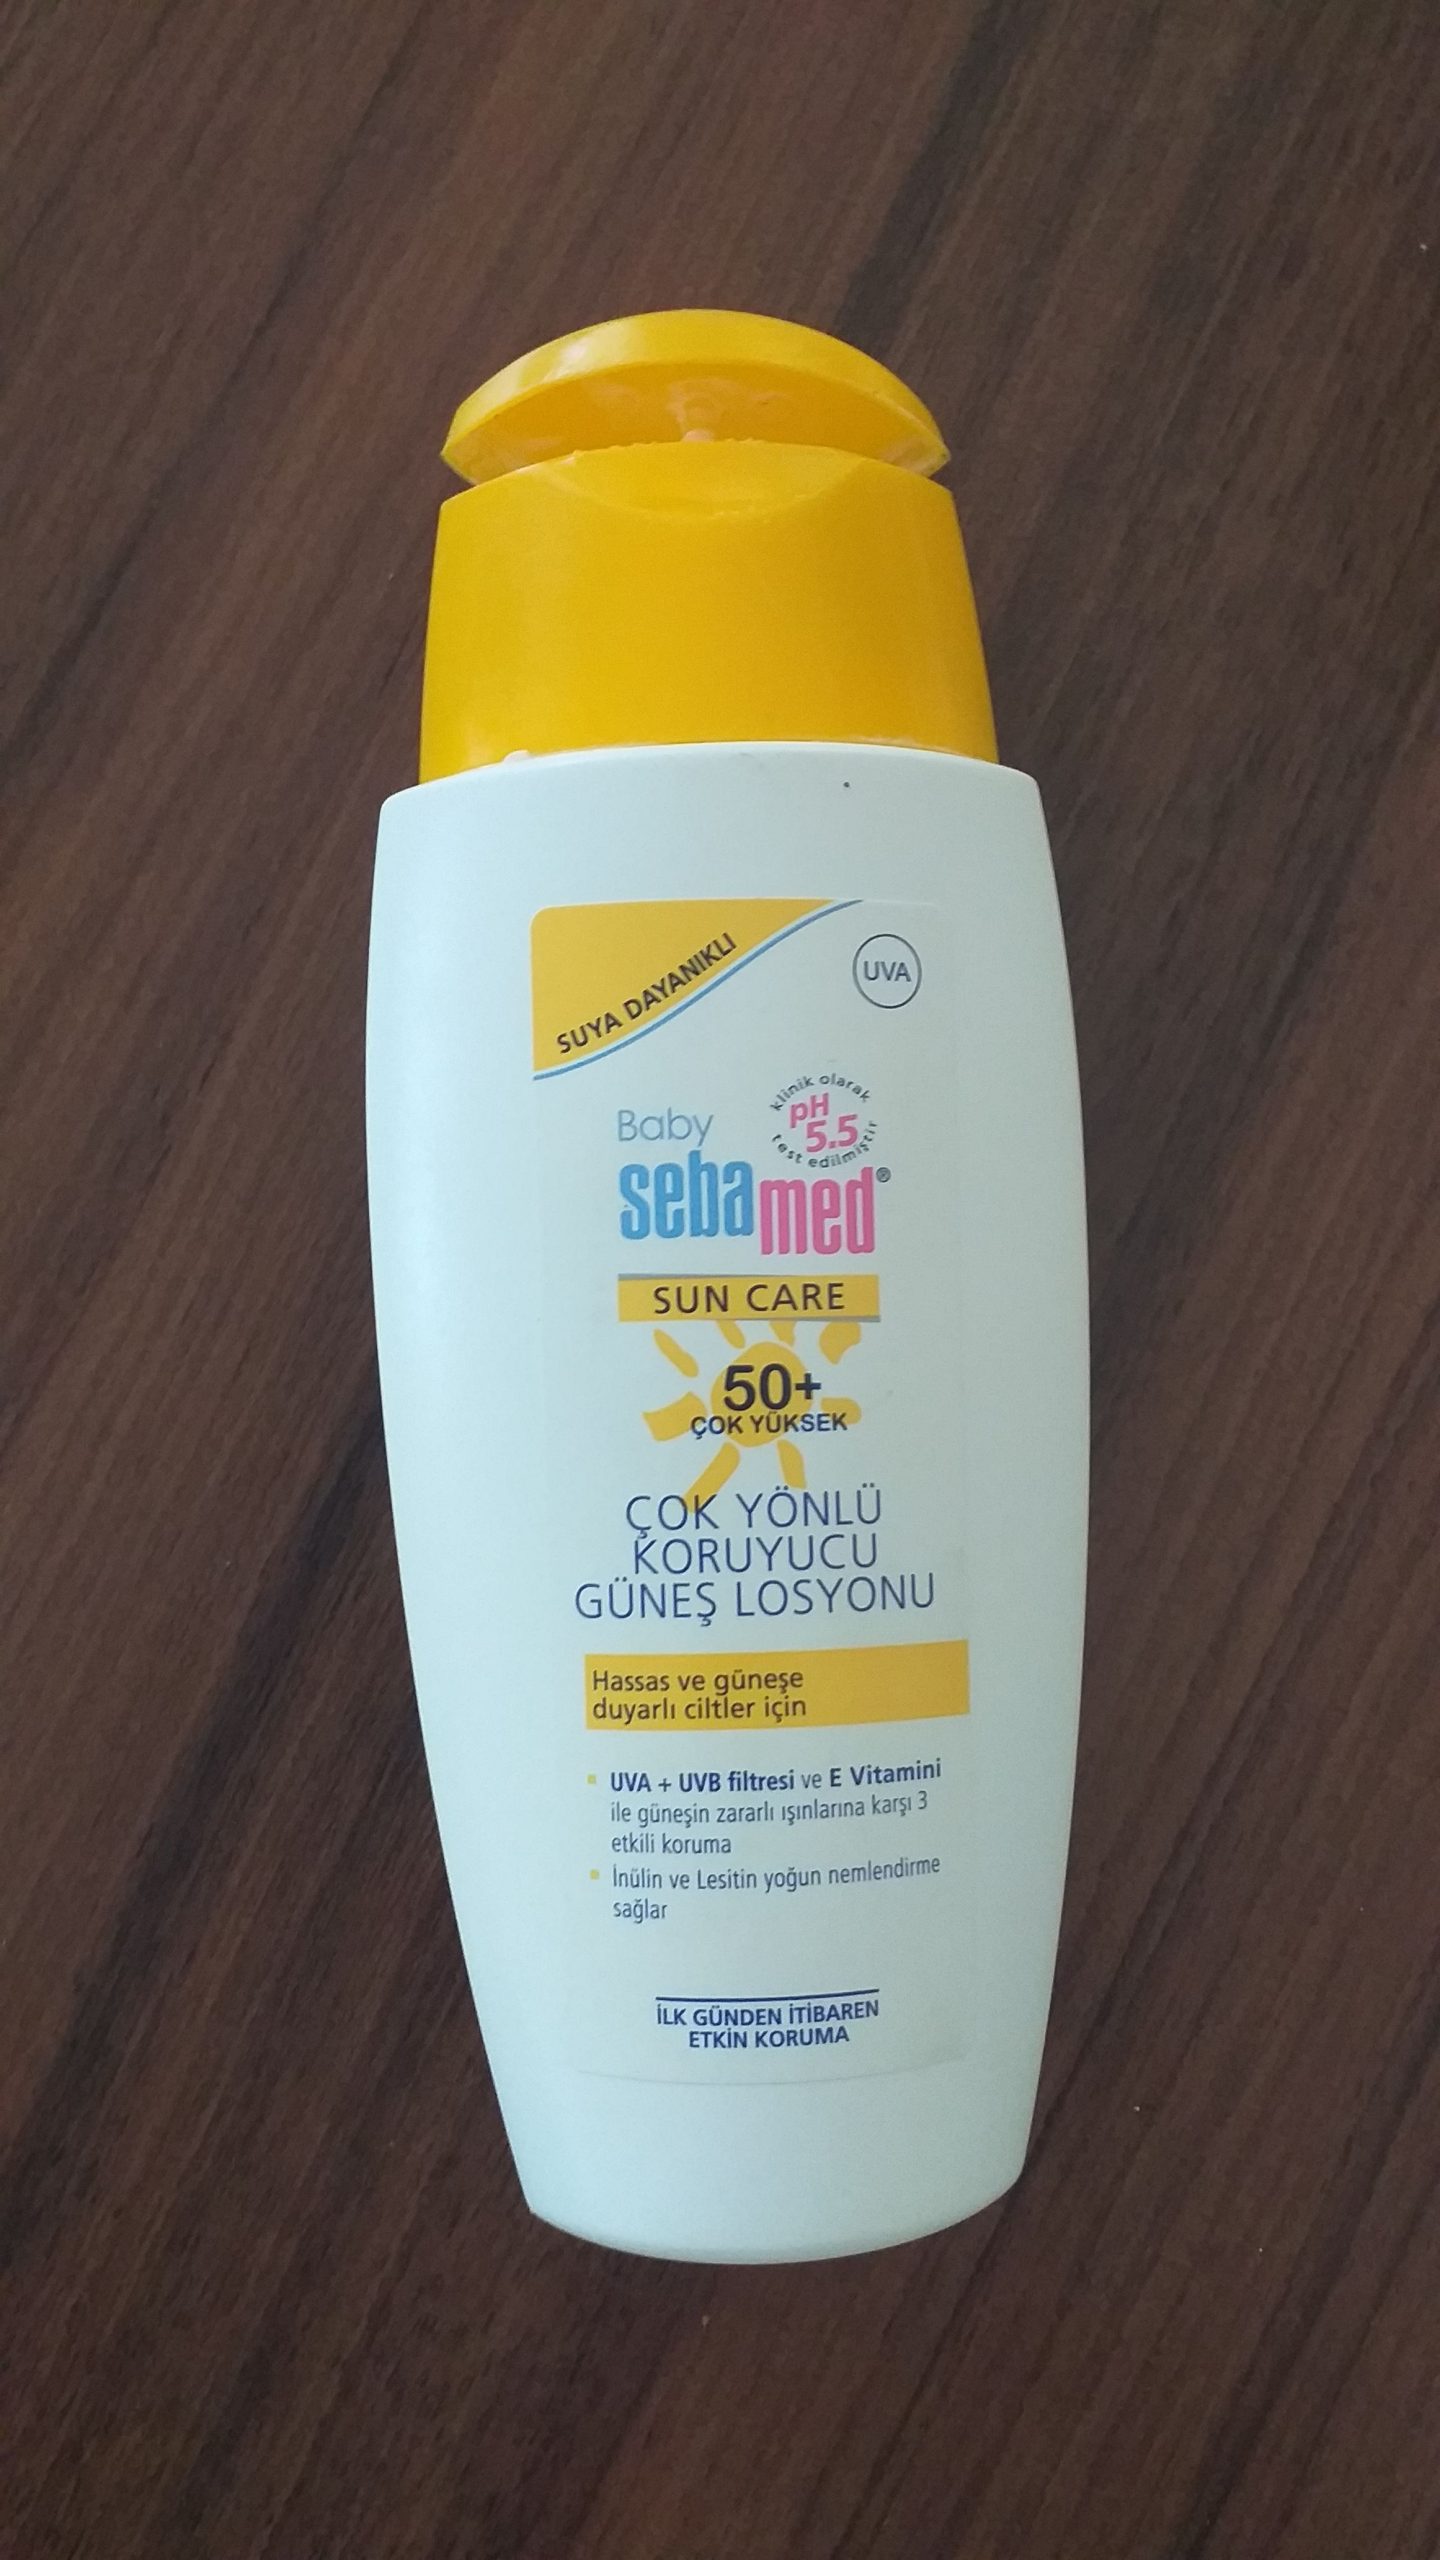 SUYA DAYANIKLI
UVA
klinik olarak
pH
5.5
test edilmiştir
Baby
sebamed®
SUN CARE
50+
ÇOK YÜKSEK
ÇOK YÖNLÜ
KORUYUCU
GÜNEŞ LOSYONU
Hassas ve güneşe
duyarlı ciltler için
UVA + UVB filtresi ve E Vitamini
ile güneşin zararlı ışınlarına karşı 3
etkili koruma
İnülin ve Lesitin yoğun nemlendirme
sağlar
İLK GÜNDEN İTİBAREN
ETKİN KORUMA